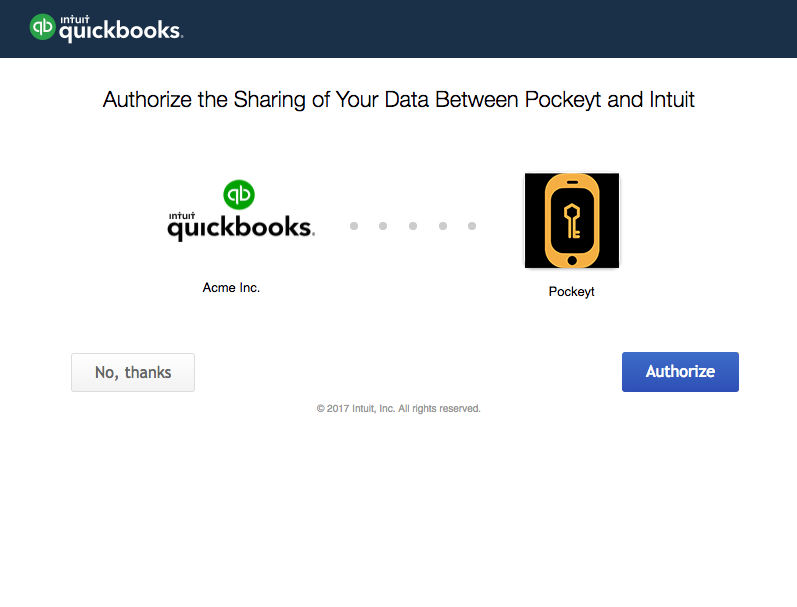 intuit
quickbooks.
Authorize the Sharing of Your Data Between Pockeyt and Intuit
qb
intuit
quickbooks.
Acme Inc.
Pockeyt
No, thanks
Authorize
© 2017 Intuit, Inc. All rights reserved.